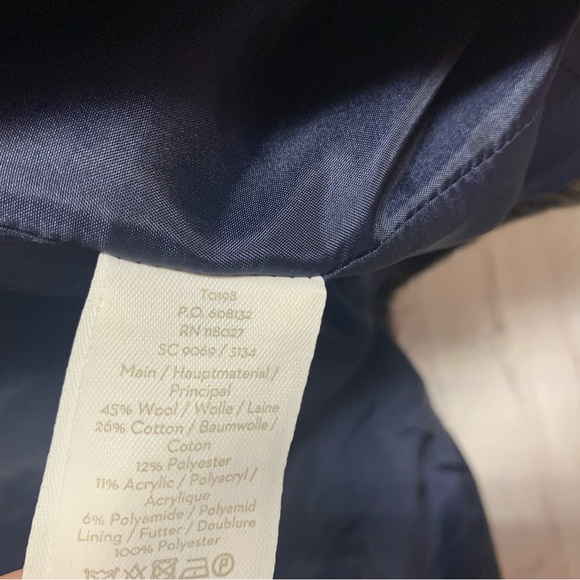 T0198
P.O. 608132
RN 118027
SC 9069 / 3134
Main / Hauptmaterial /
Principal
45% Wool / Wolle / Laine
26% Cotton / Baumwolle /
Coton
12% Polyester
11% Acrylic / Polyacryl /
Acrylique
6% Polyamide / Polyamid
Lining / Futter / Doublure
100% Polyester